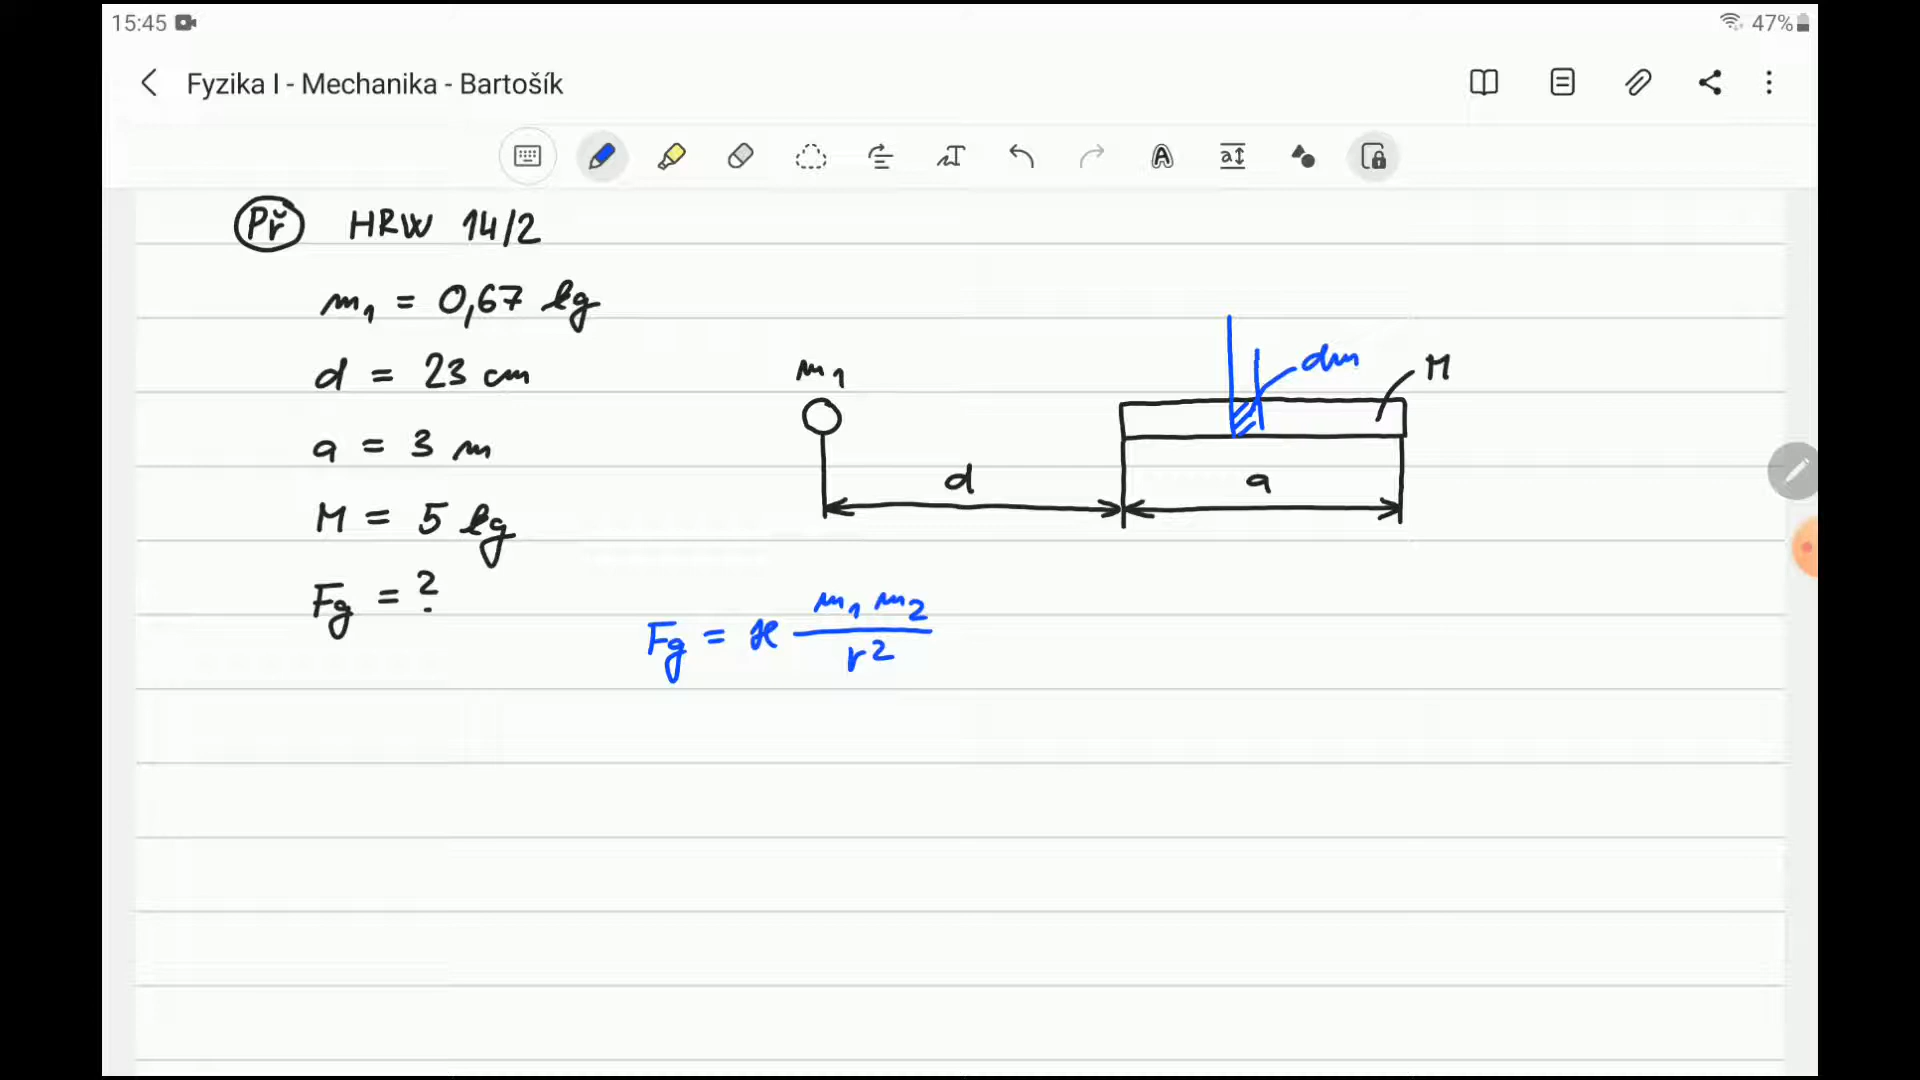 15:45 47%
Fyzika I - Mechanika - Bartošík
Př HRW 14/2
m₁ = 0,67 kg
d = 23 cm
a = 3 m
M = 5 kg
Fg = ?
m₁
dm M
d a
Fg = ϰ m₁ m₂ / r²